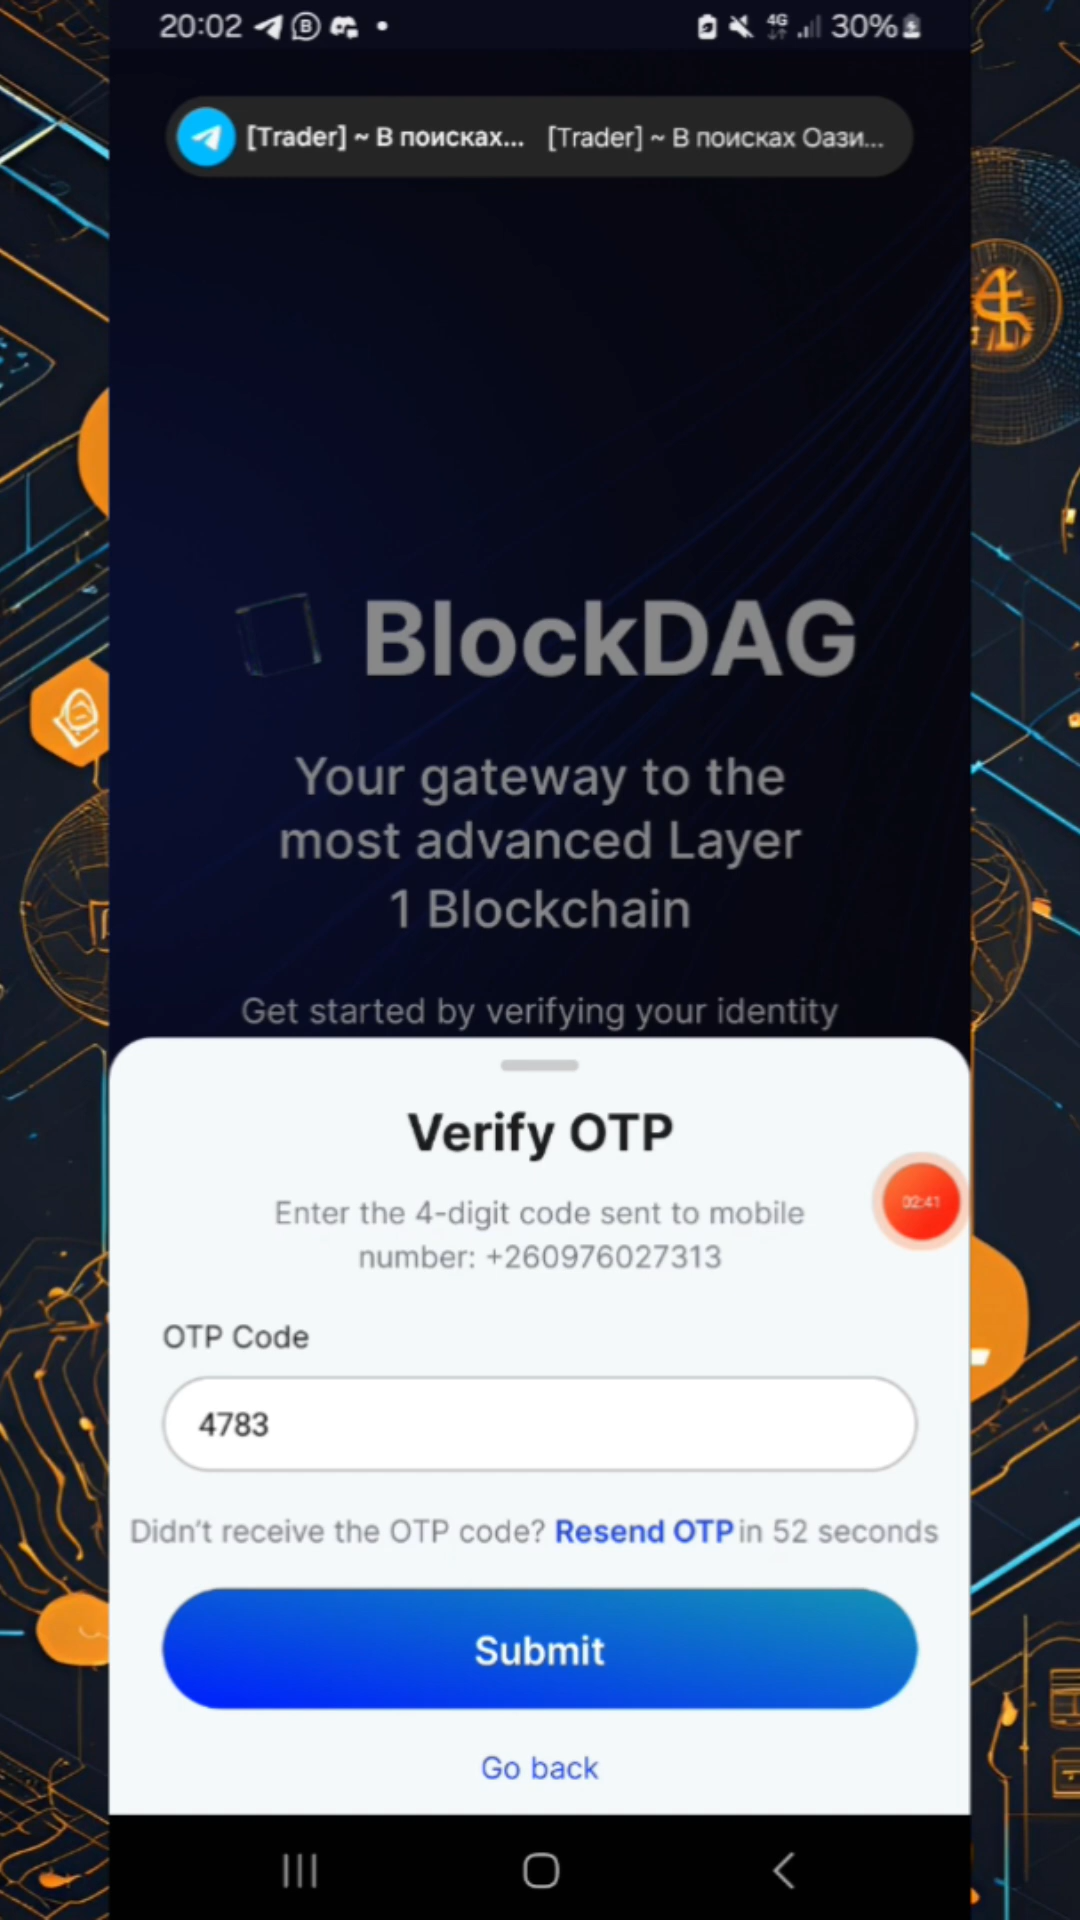 20:02
4G 30%
[Trader] ~ В поисках... [Trader] ~ В поисках Оази...
BlockDAG
Your gateway to the
most advanced Layer
1 Blockchain
Get started by verifying your identity
Verify OTP
Enter the 4-digit code sent to mobile
number: +260976027313
02:41
OTP Code
4783
Didn't receive the OTP code? Resend OTP in 52 seconds
Submit
Go back